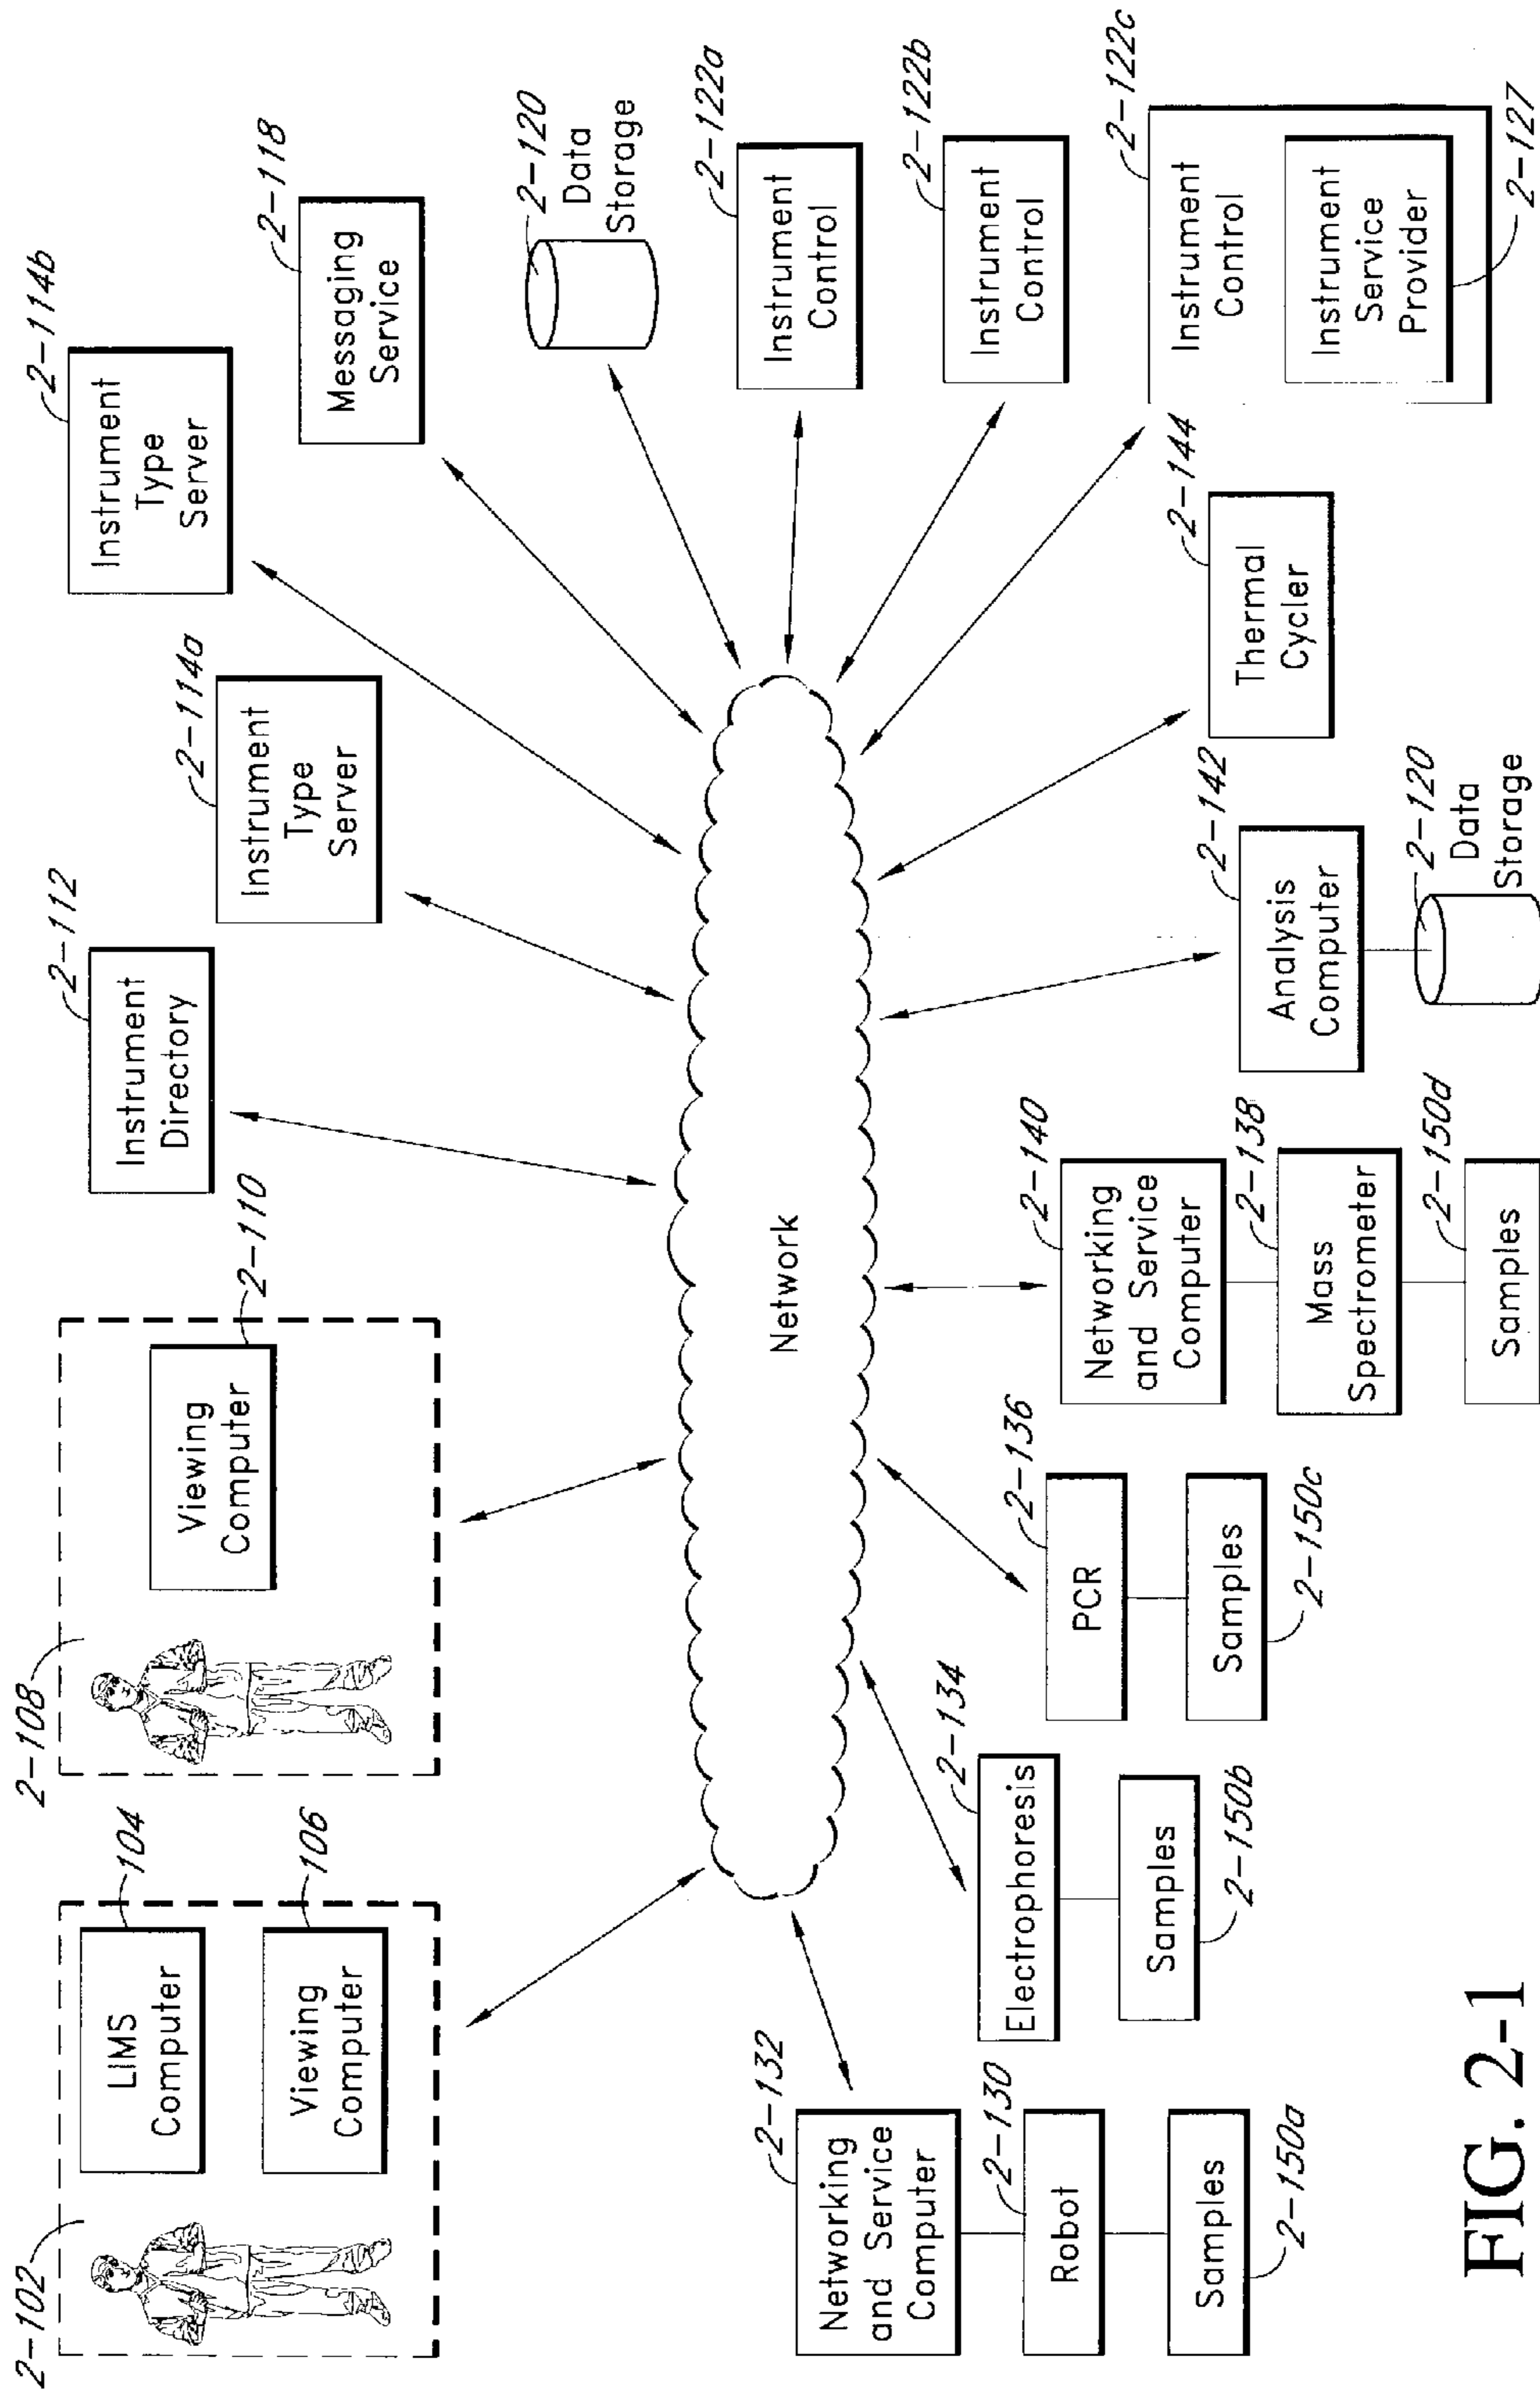 2-102
LIMS
Computer
104
Viewing
Computer
106
2-108
Viewing
Computer
2-110
Instrument
Directory
2-112
Instrument
Type
Server
2-114a
Instrument
Type
Server
2-114b
Messaging
Service
2-118
2-120
Data
Storage
Instrument
Control
2-122a
Instrument
Control
2-122b
Instrument
Control
2-122c
Instrument
Service
Provider
2-127
Network
Networking
and Service
Computer
2-132
Robot
2-130
Samples
2-150a
Electrophoresis
2-134
Samples
2-150b
PCR
2-136
Samples
2-150c
Networking
and Service
Computer
2-140
Mass
Spectrometer
2-138
Samples
2-150d
Analysis
Computer
2-142
2-120
Data
Storage
Thermal
Cycler
2-144
FIG. 2-1